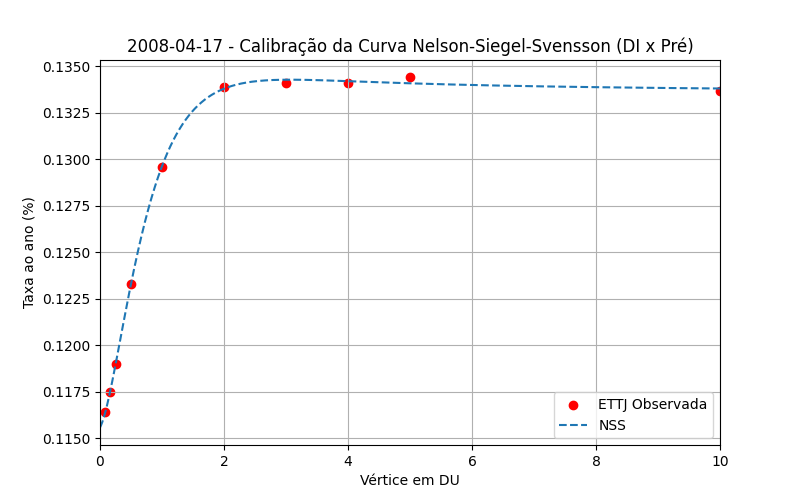 2008-04-17 - Calibração da Curva Nelson-Siegel-Svensson (DI x Pré)
Taxa ao ano (%)
0.1350
0.1325
0.1300
0.1275
0.1250
0.1225
0.1200
0.1175
0.1150
ETTJ Observada
NSS
0 2 4 6 8 10
Vértice em DU